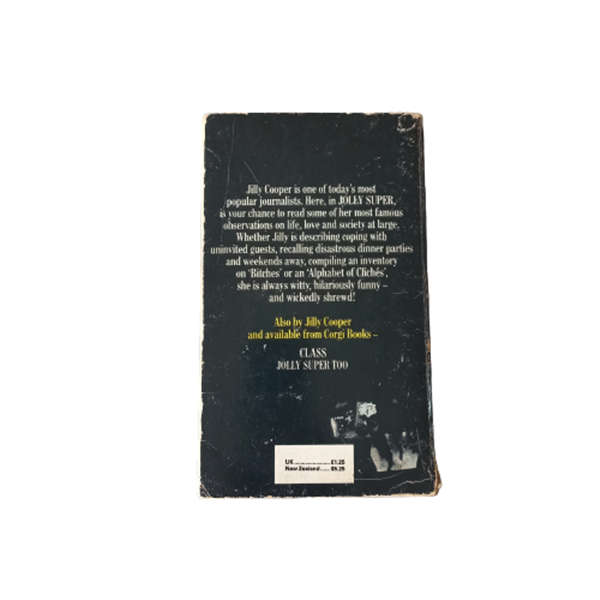 Jilly Cooper is one of today's most
popular journalists. Here, in JOLLY SUPER,
is your chance to read some of her most famous
observations on life, love and society at large.
Whether Jilly is describing coping with
uninvited guests, recalling disastrous dinner parties
and weekends away, compiling an inventory
on 'Bitches' or an 'Alphabet of Clichés',
she is always witty, hilariously funny –
and wickedly shrewd!
Also by Jilly Cooper
and available from Corgi Books –
CLASS
JOLLY SUPER TOO
UK .................. £1.25
New Zealand ......